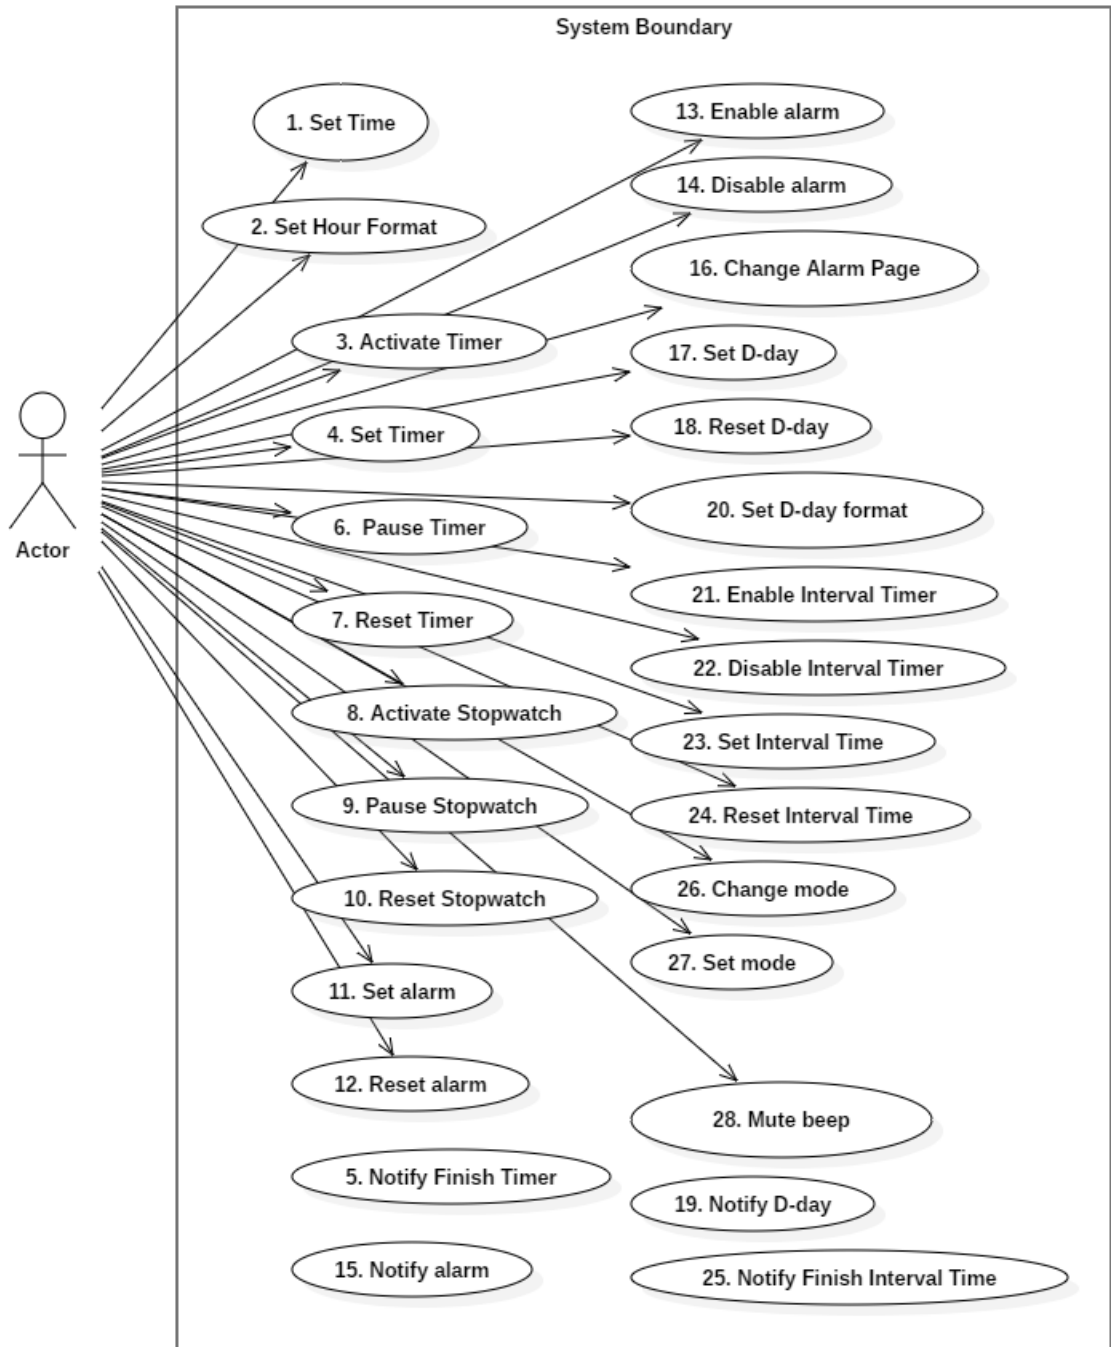 System Boundary
1. Set Time
2. Set Hour Format
3. Activate Timer
4. Set Timer
6. Pause Timer
7. Reset Timer
8. Activate Stopwatch
9. Pause Stopwatch
10. Reset Stopwatch
11. Set alarm
12. Reset alarm
5. Notify Finish Timer
15. Notify alarm
13. Enable alarm
14. Disable alarm
16. Change Alarm Page
17. Set D-day
18. Reset D-day
20. Set D-day format
21. Enable Interval Timer
22. Disable Interval Timer
23. Set Interval Time
24. Reset Interval Time
26. Change mode
27. Set mode
28. Mute beep
19. Notify D-day
25. Notify Finish Interval Time
Actor